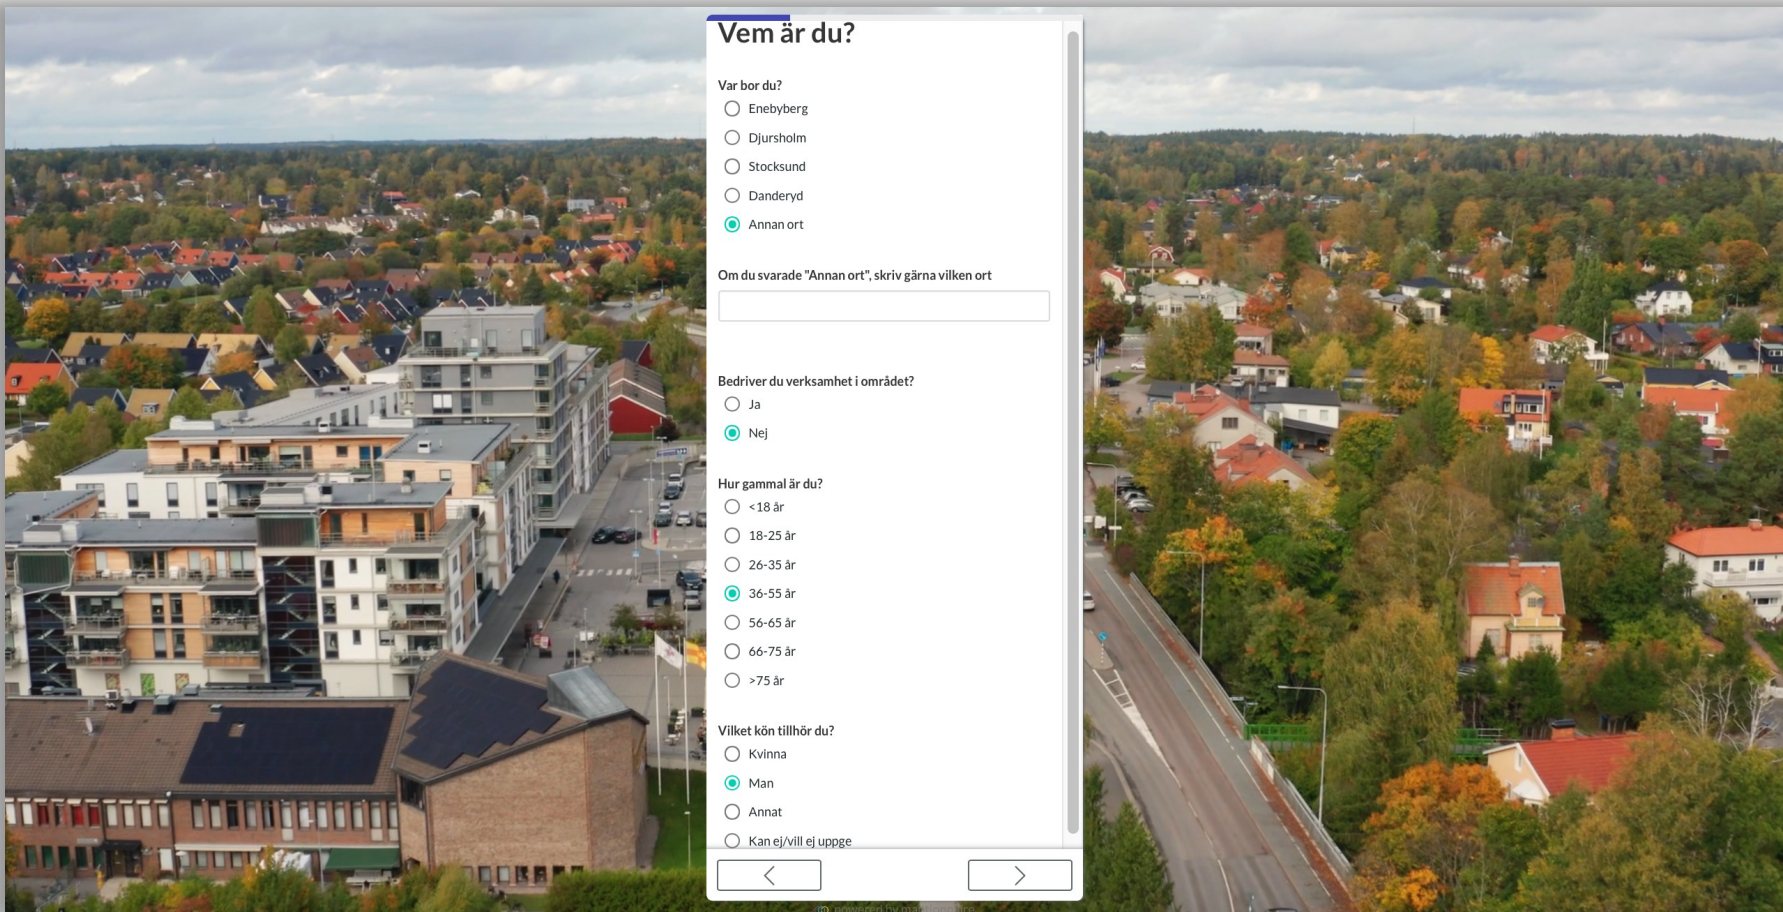 Vem är du?
Var bor du?
Enebyberg
Djursholm
Stocksund
Danderyd
Annan ort
Om du svarade "Annan ort", skriv gärna vilken ort
Bedriver du verksamhet i området?
Ja
Nej
Hur gammal är du?
<18 år
18-25 år
26-35 år
36-55 år
56-65 år
66-75 år
>75 år
Vilket kön tillhör du?
Kvinna
Man
Annat
Kan ej/vill ej uppge
powered by